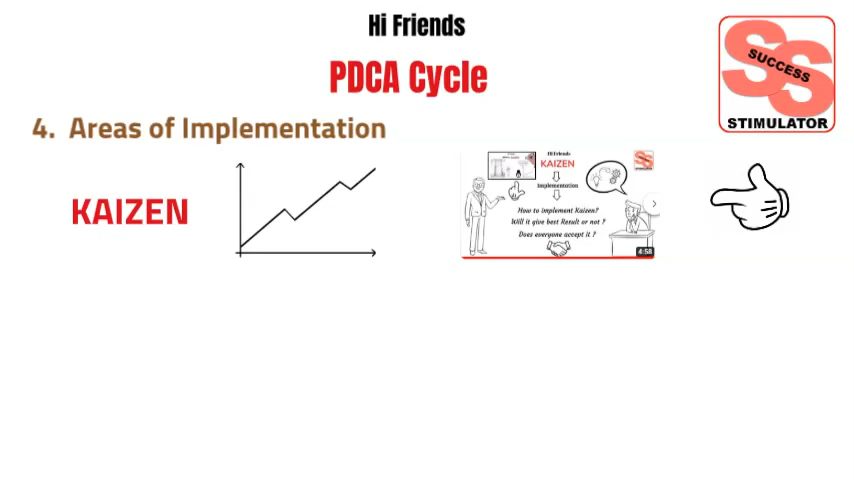 Hi Friends
PDCA Cycle
SS
SUCCESS
STIMULATOR
4. Areas of Implementation
KAIZEN
Hi Friends
KAIZEN
Implementation
How to implement Kaizen?
Will it give best Result or not ?
Does everyone accept it ?
4:58